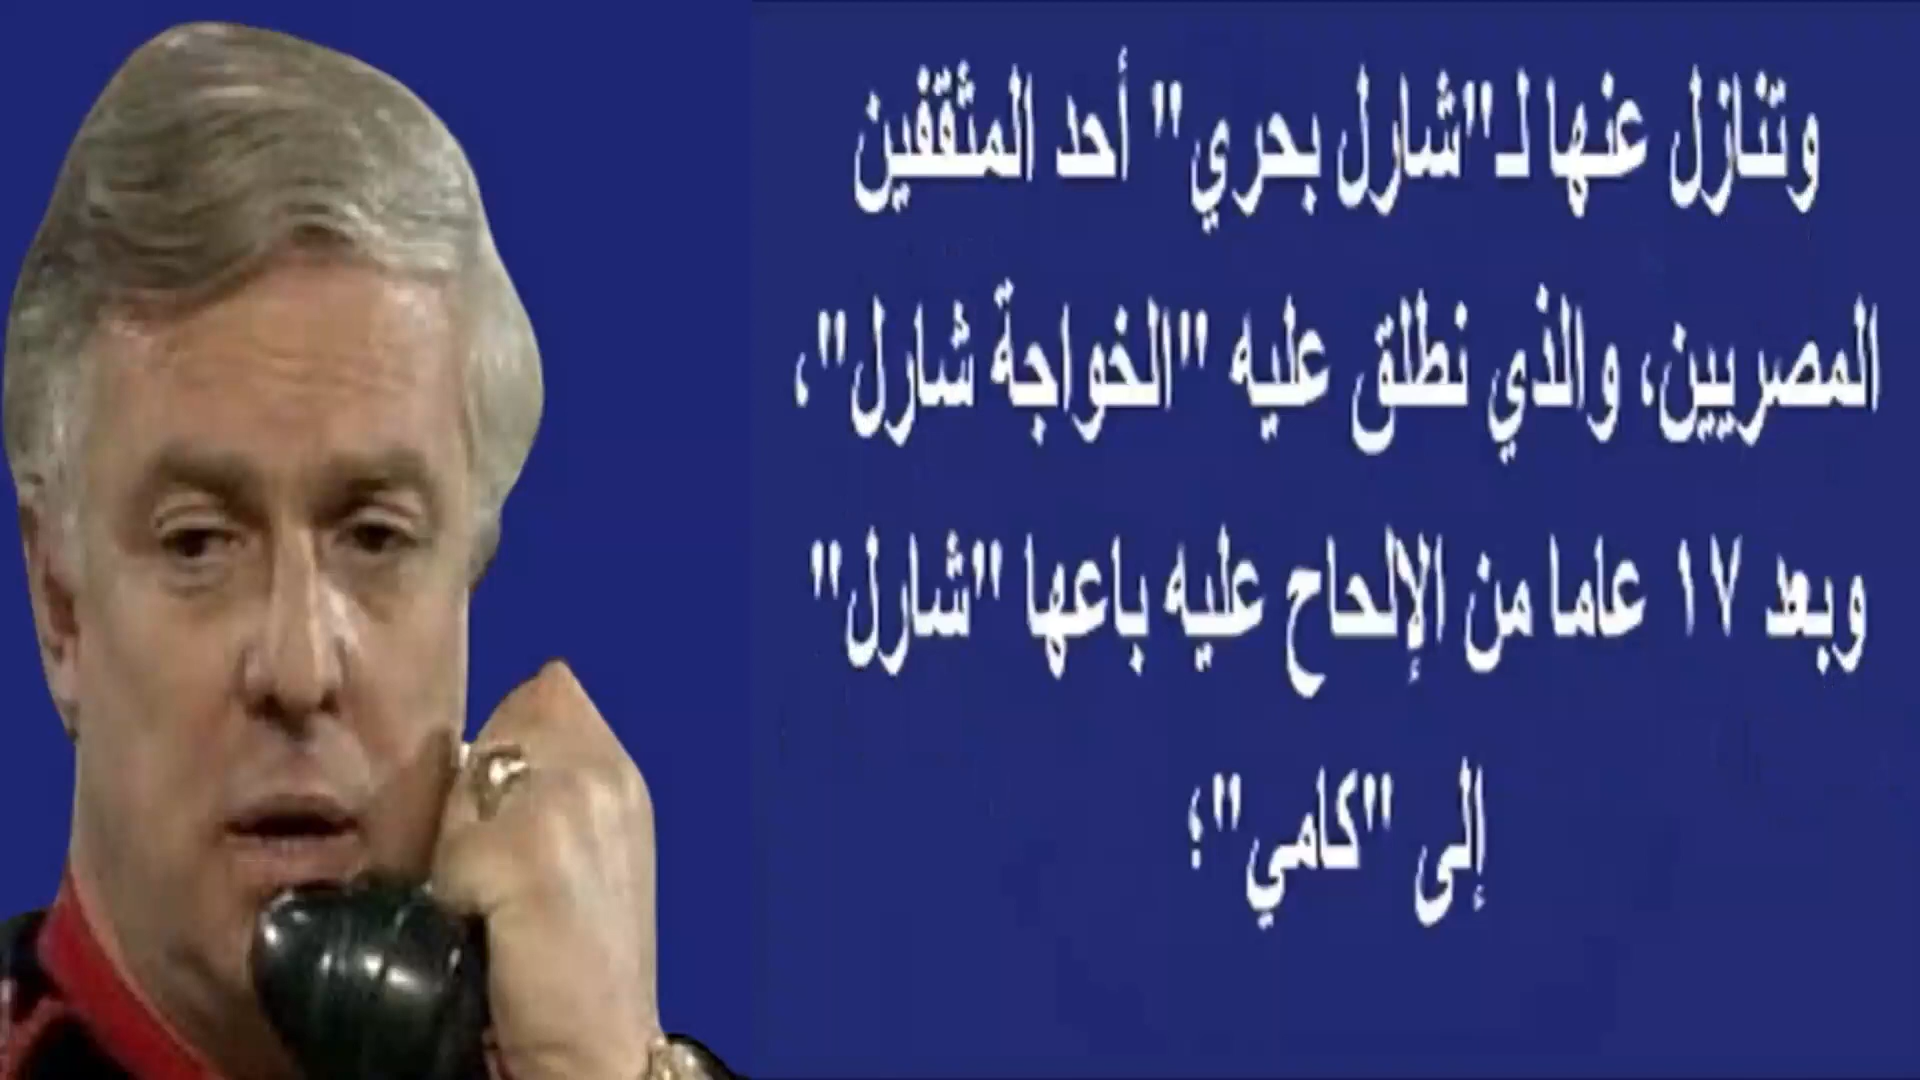 وتنازل عنها لـ"شارل بحري" أحد المثقفين
المصريين، والذي نطلق عليه "الخواجة شارل"،
وبعد ١٧ عاما من الإلحاح عليه باعها "شارل"
إلى "كامي"؛